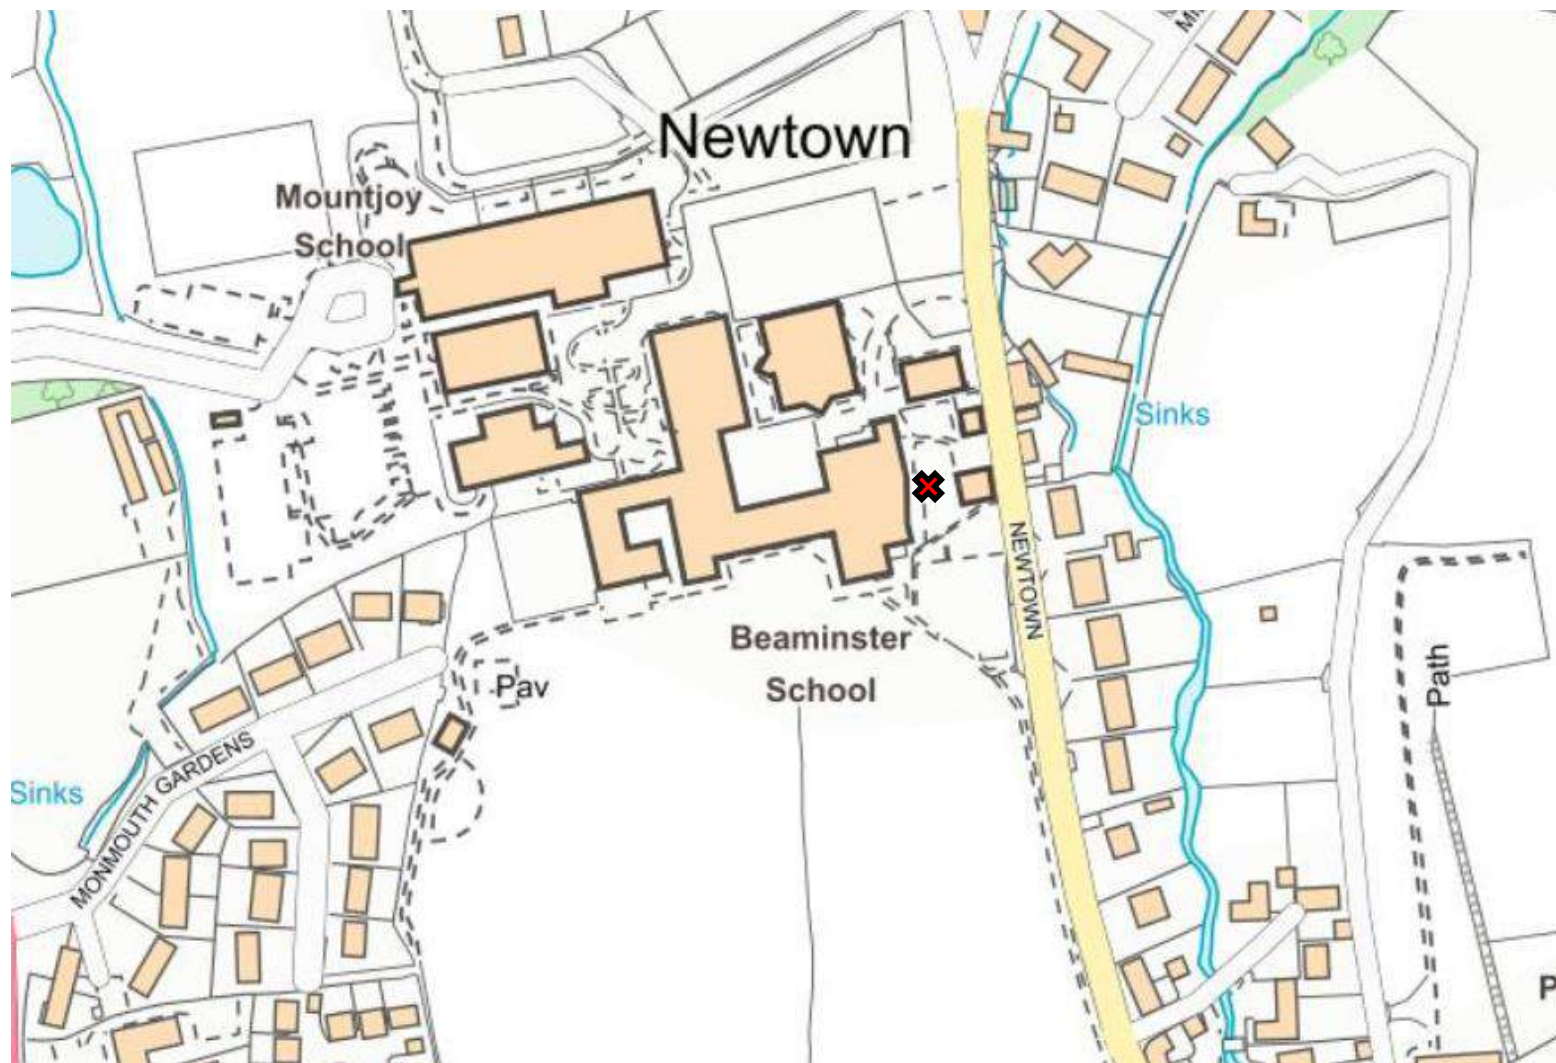 Newtown
Mountjoy
School
Sinks
NEWTOWN
Beaminster
School
Pav
Path
MONMOUTH GARDENS
Sinks